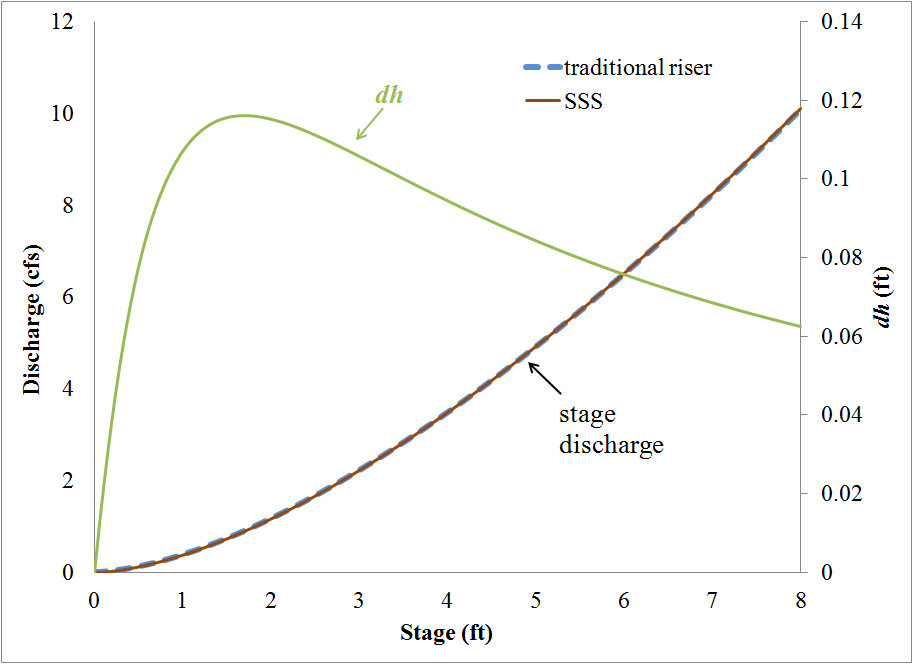 12
10
8
6
4
2
0
Discharge (cfs)
0.14
0.12
0.1
0.08
0.06
0.04
0.02
0
dh (ft)
traditional riser
SSS
dh
stage
discharge
0 1 2 3 4 5 6 7 8
Stage (ft)